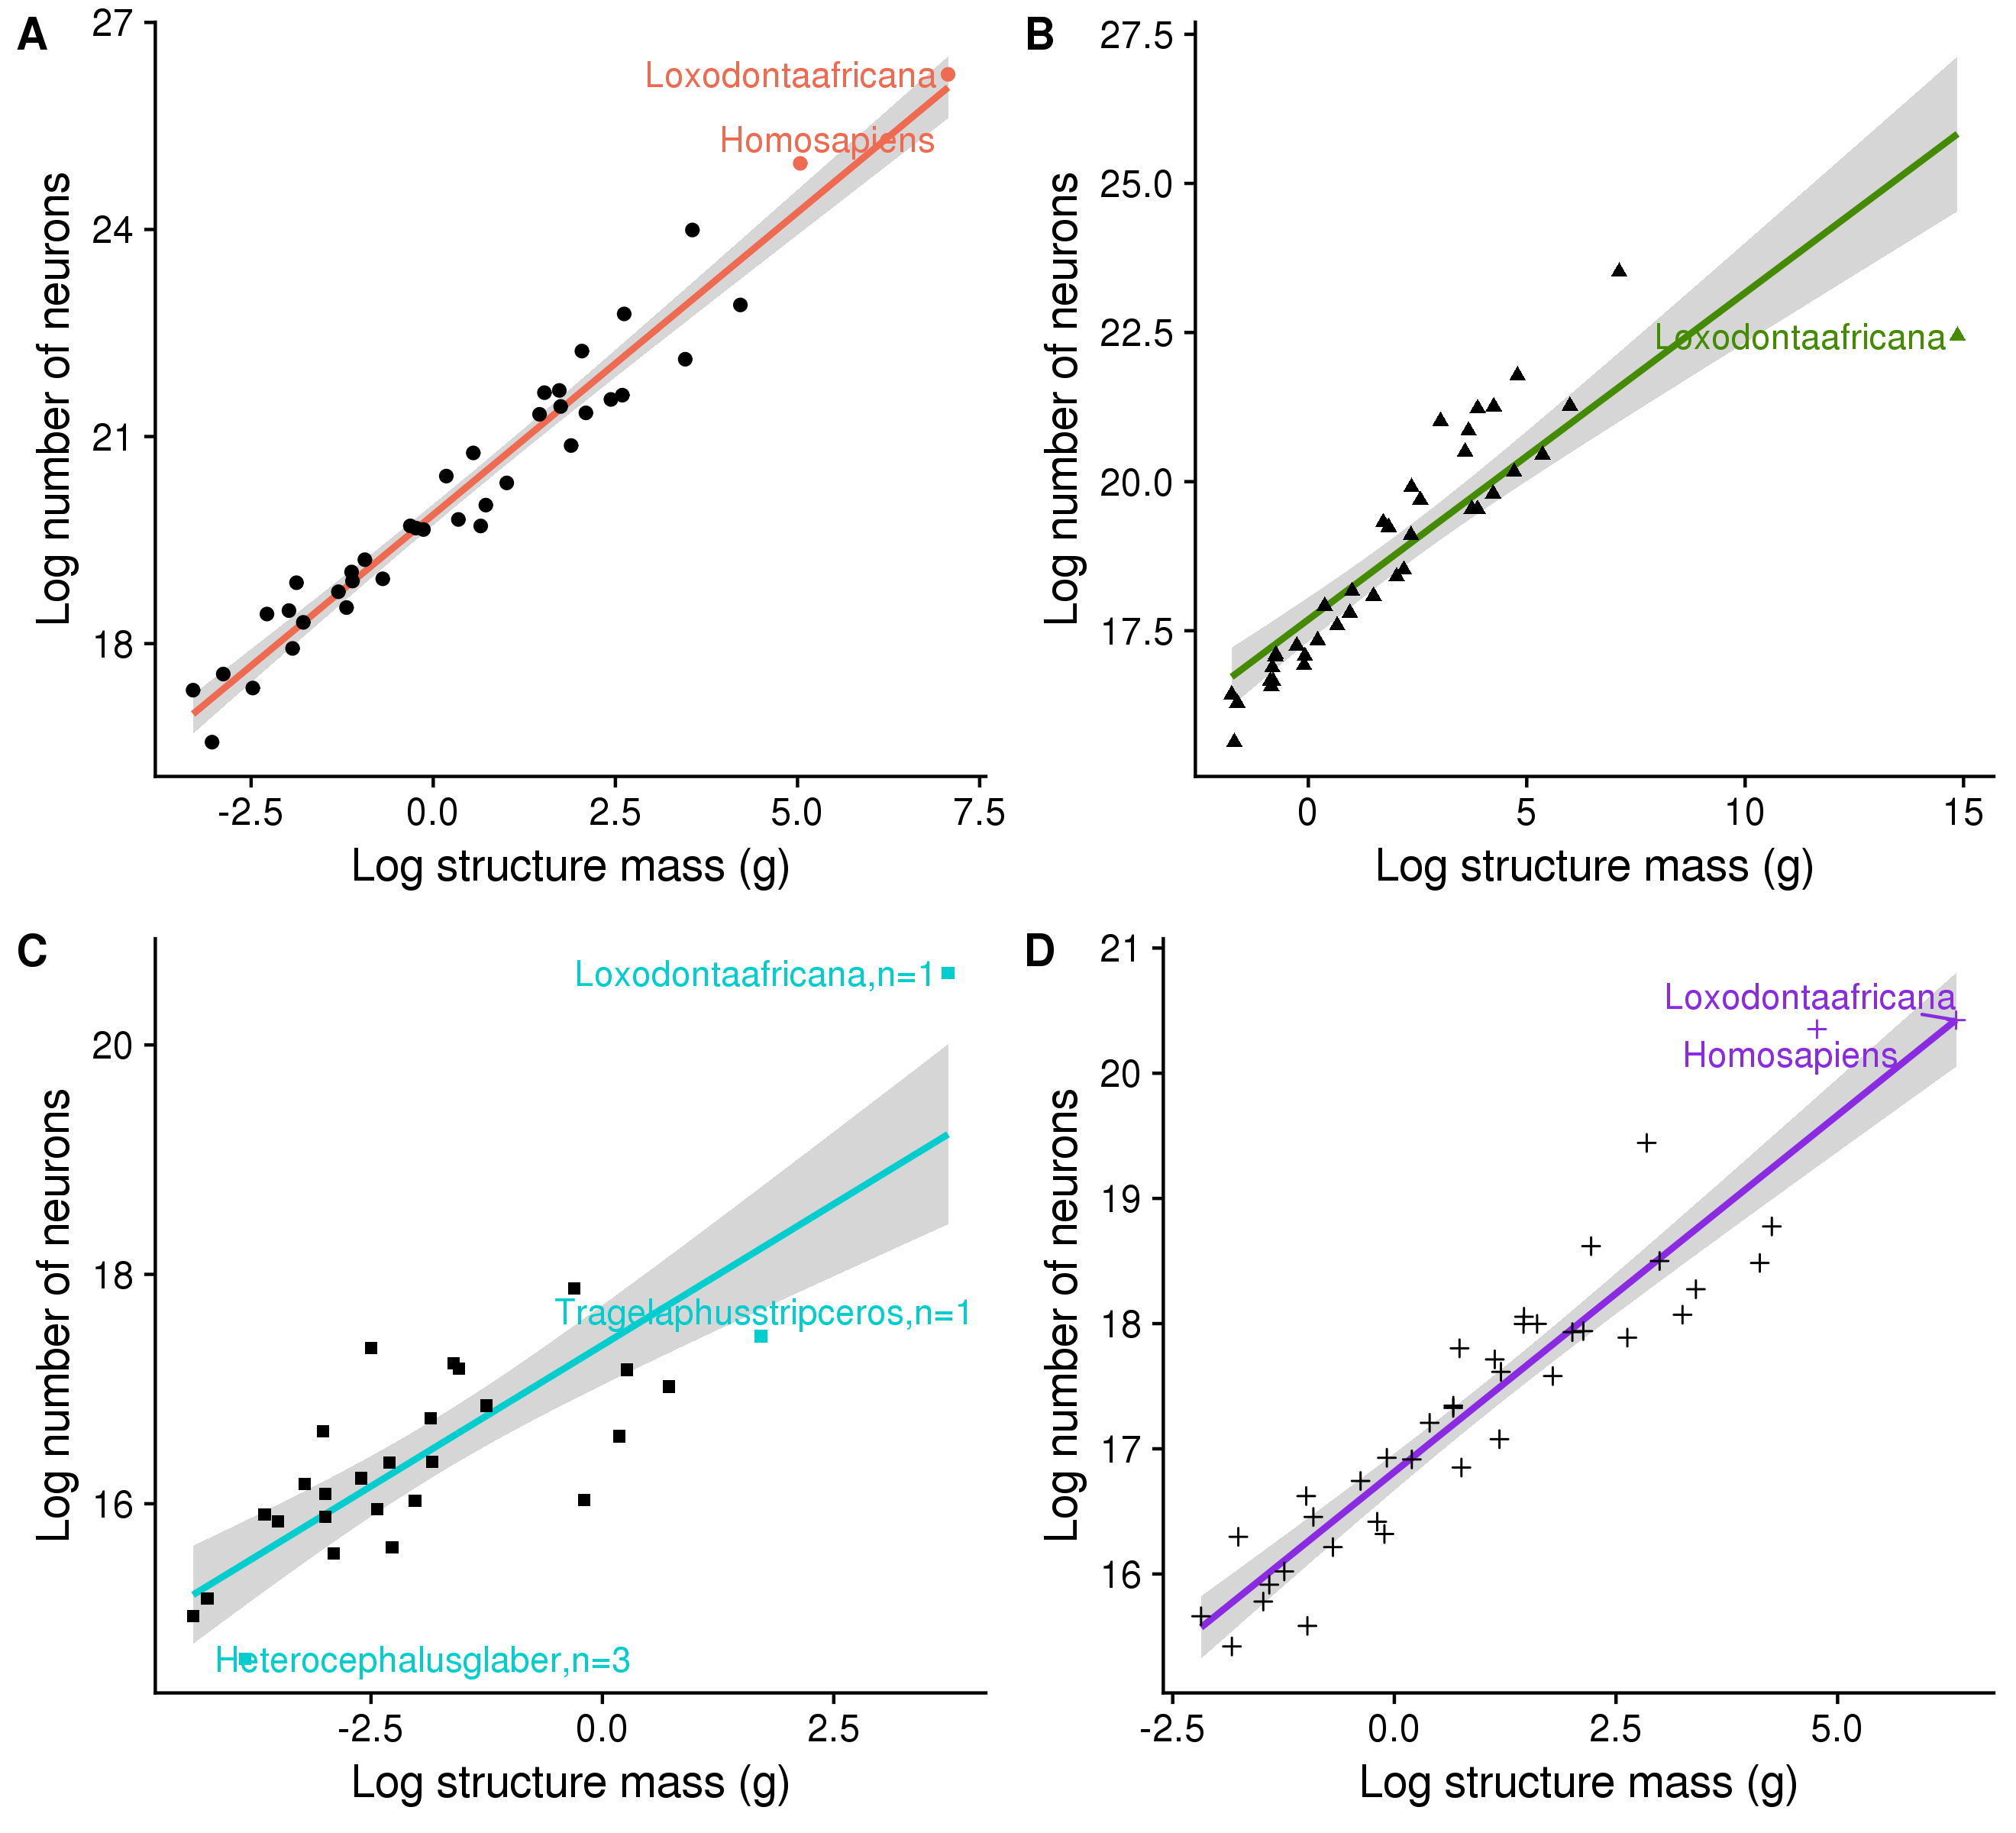 A
27
24
21
18
Log number of neurons
Loxodontaafricana
Homosapiens
-2.5 0.0 2.5 5.0 7.5
Log structure mass (g)
B
27.5
25.0
22.5
20.0
17.5
Log number of neurons
Loxodontaafricana
0 5 10 15
Log structure mass (g)
C
20
18
16
Log number of neurons
Loxodontaafricana,n=1
Tragelaphusstripceros,n=1
Heterocephalusglaber,n=3
-2.5 0.0 2.5
Log structure mass (g)
D
21
20
19
18
17
16
Log number of neurons
Loxodontaafricana
Homosapiens
-2.5 0.0 2.5 5.0
Log structure mass (g)